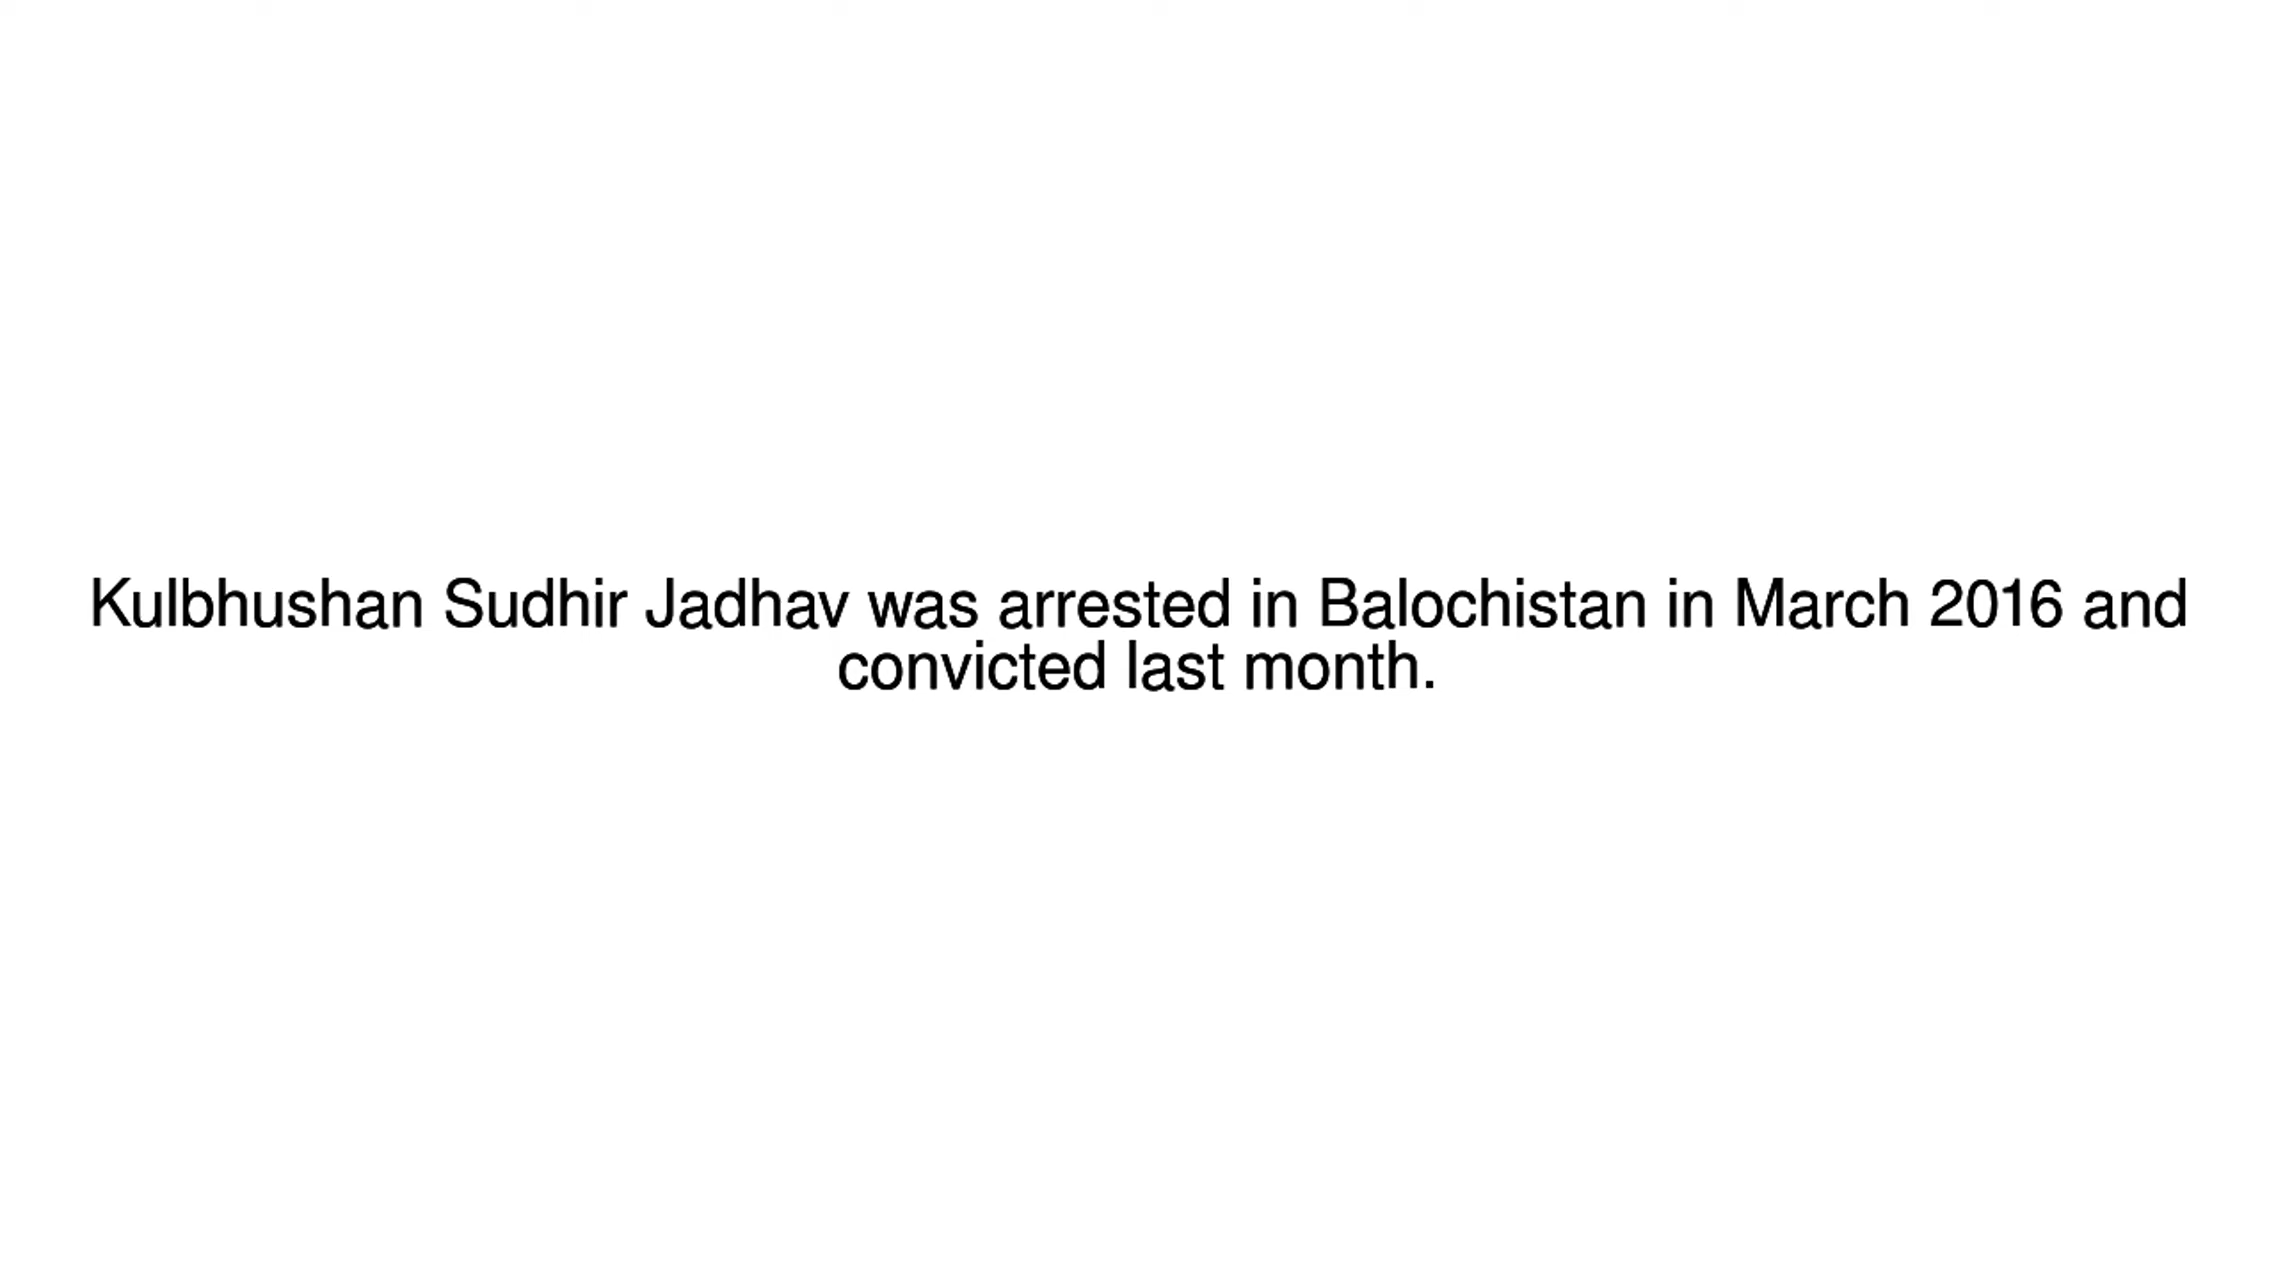 Kulbhushan Sudhir Jadhav was arrested in Balochistan in March 2016 and
convicted last month.